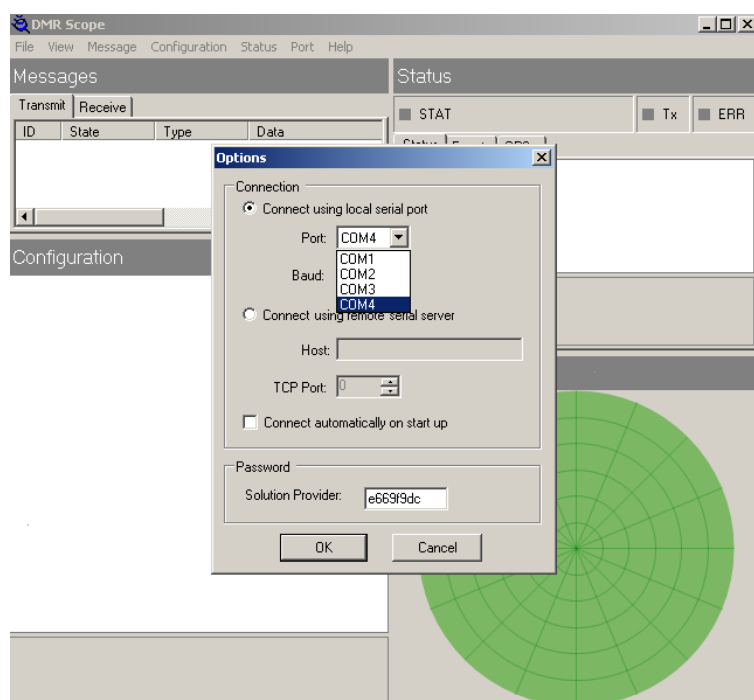 DMR Scope
File View Message Configuration Status Port Help
Messages
Status
Transmit Receive
STAT Tx ERR
ID State Type Data
Options
Connection
Connect using local serial port
Port: COM4
COM1
Baud: COM2
COM3
COM4
Connect using remote serial server
Configuration
Host:
TCP Port: 0
Connect automatically on start up
Password
Solution Provider: e669f9dc
OK Cancel